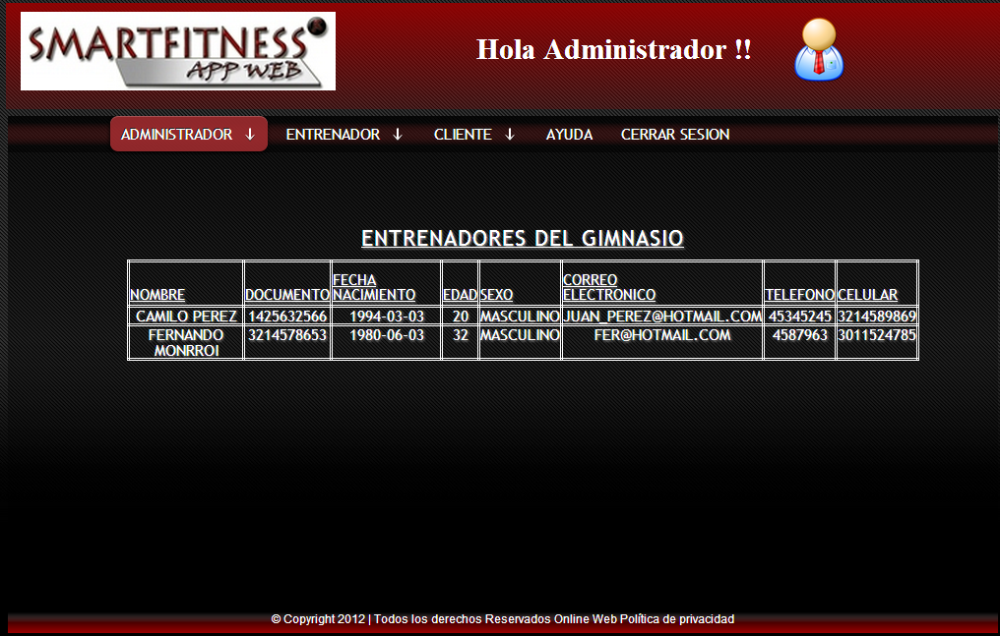 SMARTFITNESS
APP WEB
Hola Administrador !!
ADMINISTRADOR ↓ ENTRENADOR ↓ CLIENTE ↓ AYUDA CERRAR SESION
ENTRENADORES DEL GIMNASIO
NOMBRE DOCUMENTO FECHA NACIMIENTO EDAD SEXO CORREO ELECTRONICO TELEFONO CELULAR
CAMILO PEREZ 1425632566 1994-03-03 20 MASCULINO JUAN_PEREZ@HOTMAIL.COM 45345245 3214589869
FERNANDO MONRROI 3214578653 1980-06-03 32 MASCULINO FER@HOTMAIL.COM 4587963 3011524785
© Copyright 2012 | Todos los derechos Reservados Online Web Política de privacidad